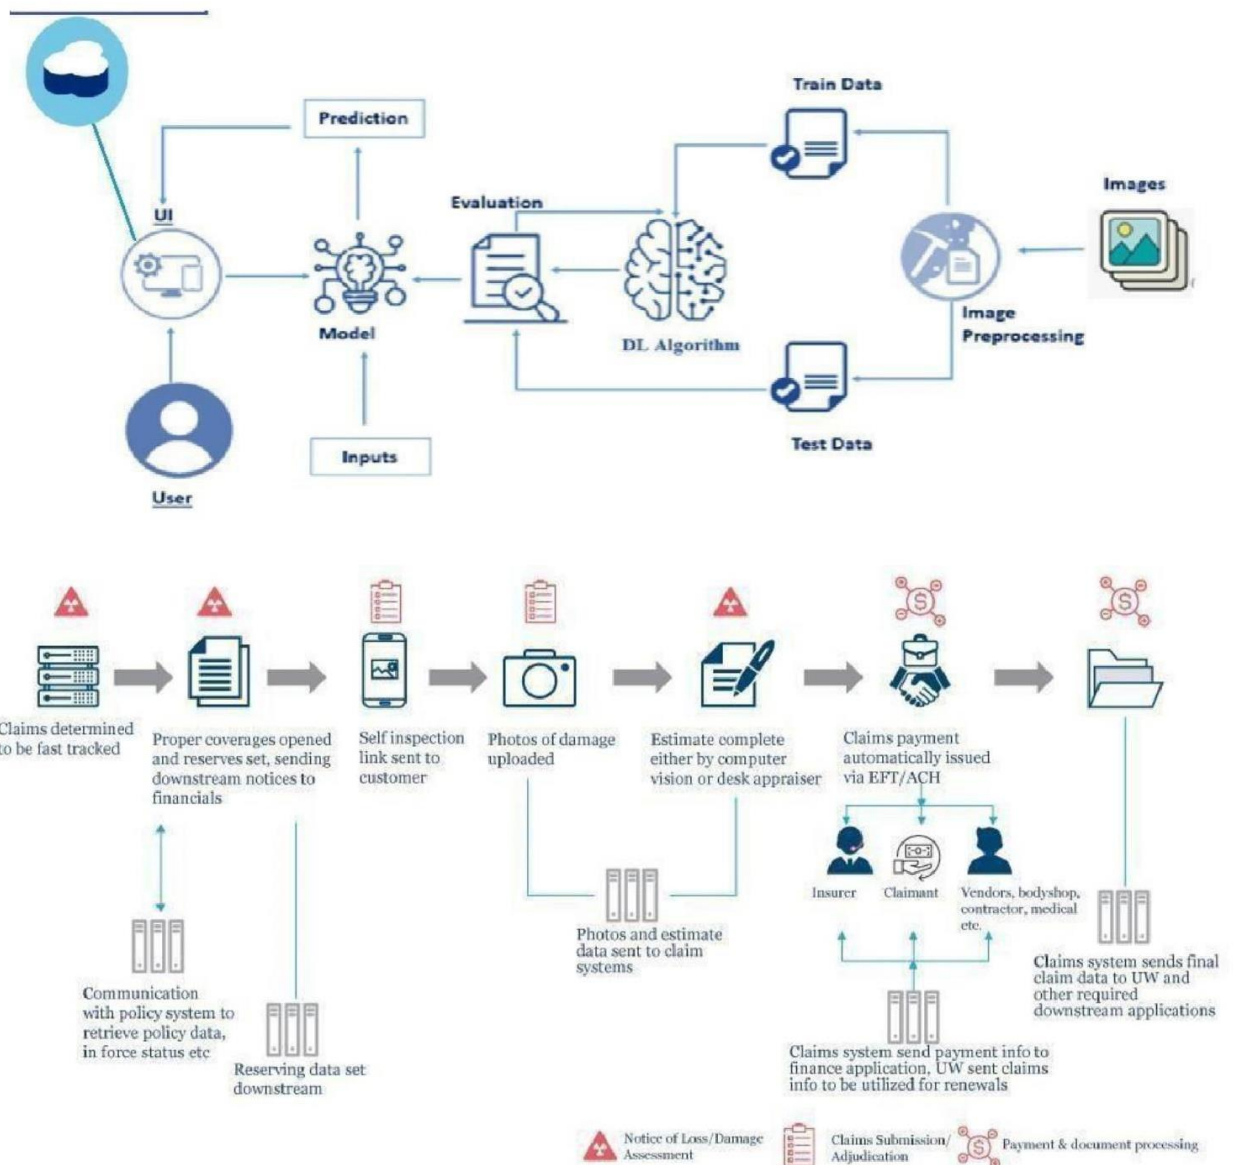 Train Data
Prediction
Images
Evaluation
UI
Image
Preprocessing
Model
DL Algorithm
Inputs
Test Data
User
Claims determined
to be fast tracked
Proper coverages opened
and reserves set, sending
downstream notices to
financials
Self inspection
link sent to
customer
Photos of damage
uploaded
Estimate complete
either by computer
vision or desk appraiser
Claims payment
automatically issued
via EFT/ACH
Insurer
Claimant
Vendors, bodyshop,
contractor, medical
etc.
Photos and estimate
data sent to claim
systems
Claims system sends final
claim data to UW and
other required
downstream applications
Communication
with policy system to
retrieve policy data,
in force status etc
Reserving data set
downstream
Claims system send payment info to
finance application, UW sent claims
info to be utilized for renewals
Notice of Loss/Damage
Assessment
Claims Submission/
Adjudication
Payment & document processing